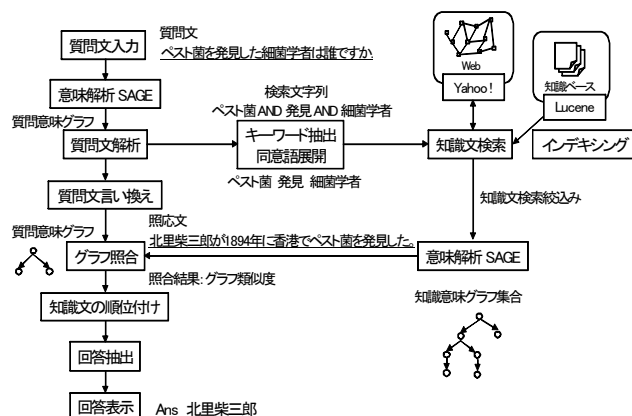 質問文
質問文入力
ペスト菌を発見した細菌学者は誰ですか
意味解析 SAGE
質問意味グラフ
質問文解析
検索文字列
ペスト菌 AND 発見 AND 細菌学者
キーワード抽出
同意語展開
ペスト菌 発見 細菌学者
Web
Yahoo!
知識ベース
Lucene
知識文検索
インデキシング
質問文言い換え
知識文検索絞込み
質問意味グラフ
照応文
北里柴三郎が1894年に香港でペスト菌を発見した。
グラフ照合
意味解析 SAGE
照合結果:グラフ類似度
知識意味グラフ集合
知識文の順位付け
回答抽出
回答表示
Ans 北里柴三郎